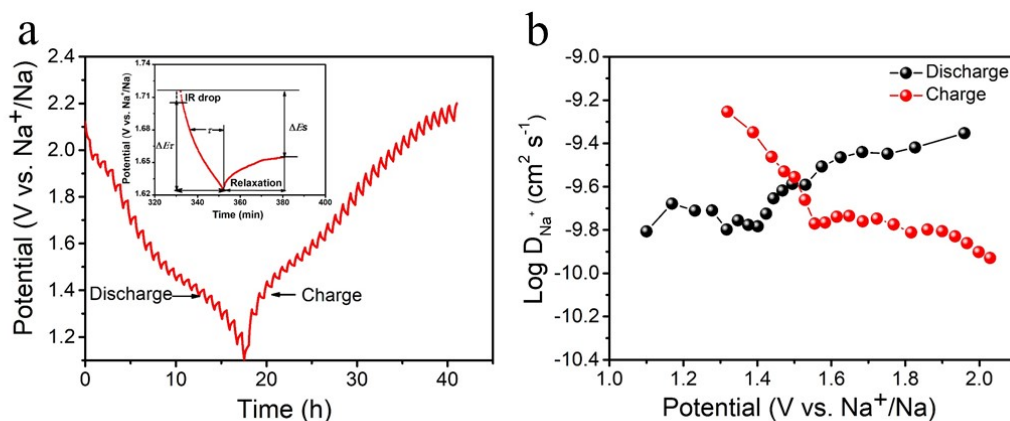 a
Potential (V vs. Na⁺/Na)
2.4
2.2
2.0
1.8
1.6
1.4
1.2
0
10
20
30
40
Time (h)
Discharge
Charge
Potential (V vs. Na⁺/Na)
1.74
1.71
1.68
1.65
1.62
320
340
360
380
400
Time (min)
IR drop
ΔEτ
τ
ΔEs
Relaxation
b
Log D_Na⁺ (cm² s⁻¹)
-9.0
-9.2
-9.4
-9.6
-9.8
-10.0
-10.2
-10.4
1.0
1.2
1.4
1.6
1.8
2.0
Potential (V vs. Na⁺/Na)
Discharge
Charge